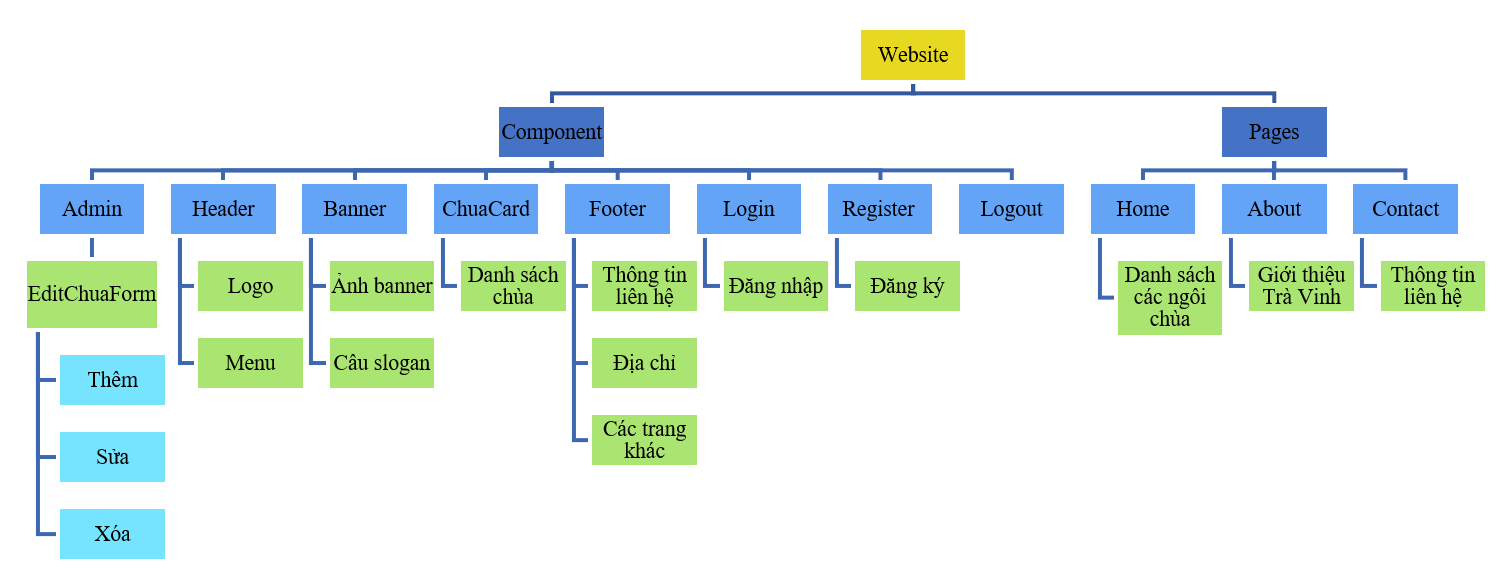 Website
Component
Pages
Admin
Header
Banner
ChuaCard
Footer
Login
Register
Logout
Home
About
Contact
EditChuaForm
Logo
Ảnh banner
Danh sách
chùa
Thông tin
liên hệ
Đăng nhập
Đăng ký
Danh sách
các ngôi
chùa
Giới thiệu
Trà Vinh
Thông tin
liên hệ
Menu
Câu slogan
Địa chỉ
Thêm
Các trang
khác
Sửa
Xóa